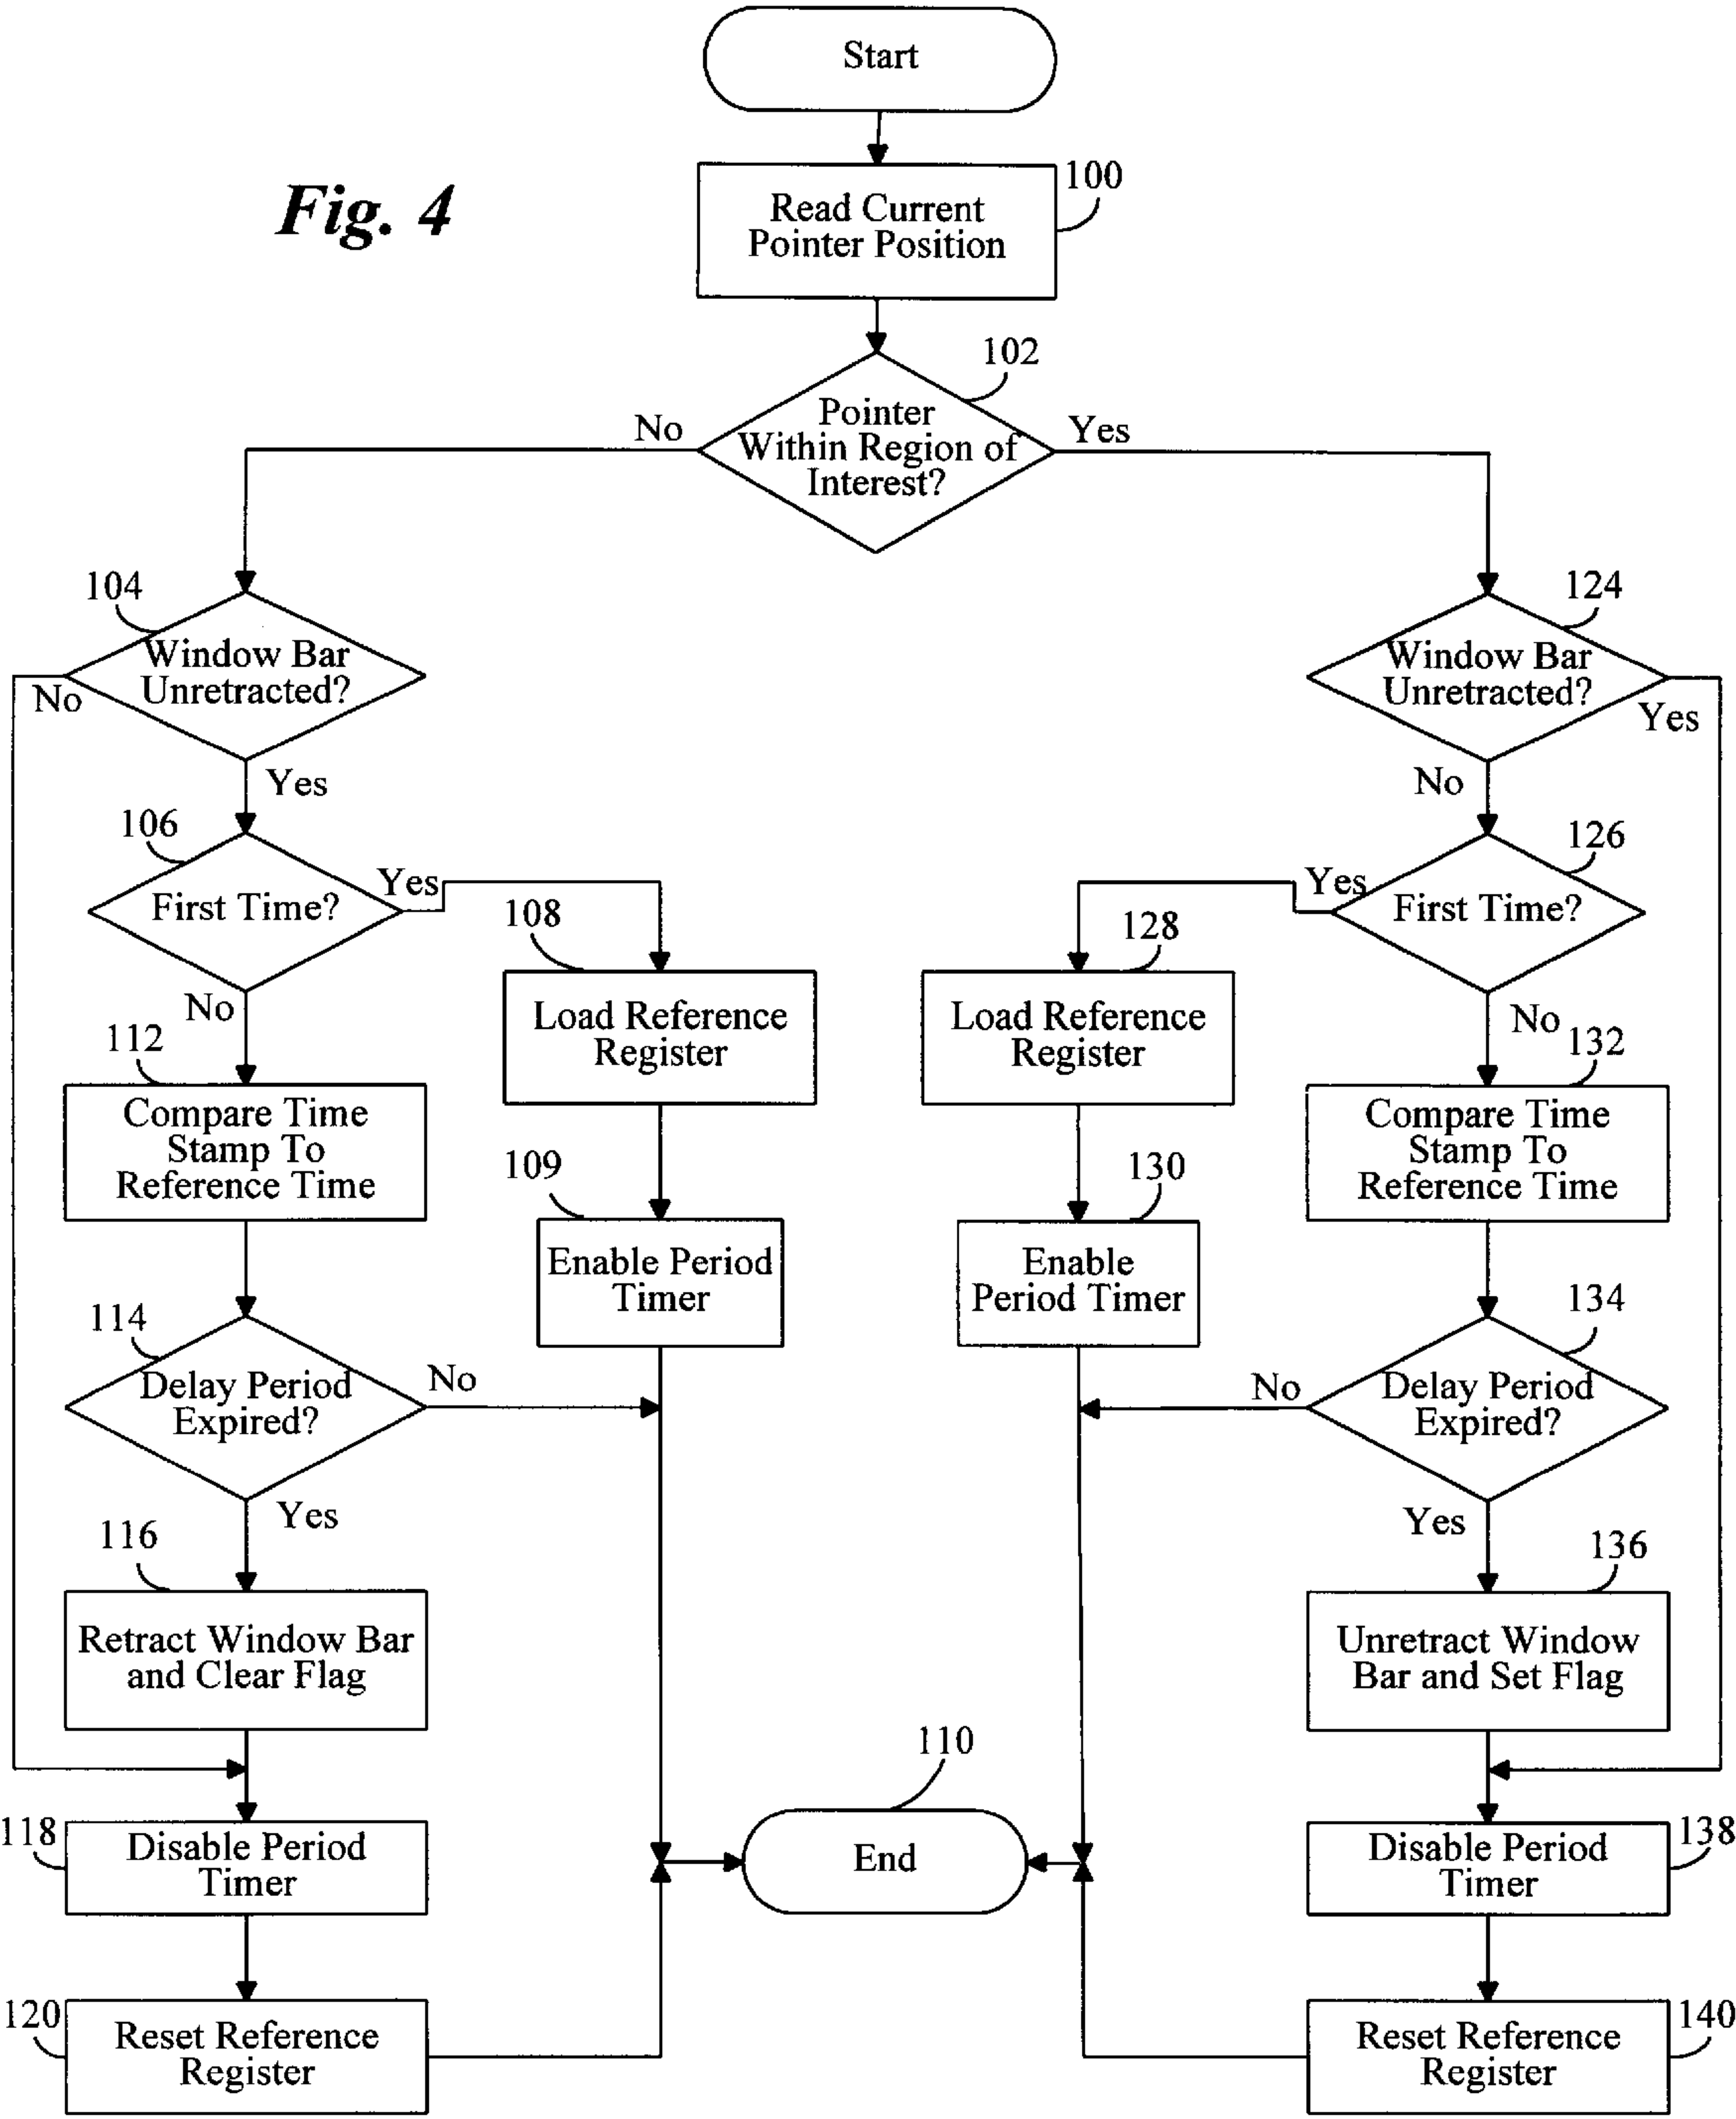 Start
Fig. 4
100
Read Current
Pointer Position
102
Pointer
Within Region of
Interest?
No
Yes
104
Window Bar
Unretracted?
No
Yes
124
Window Bar
Unretracted?
Yes
No
106
First Time?
Yes
No
126
First Time?
Yes
No
108
Load Reference
Register
128
Load Reference
Register
112
Compare Time
Stamp To
Reference Time
132
Compare Time
Stamp To
Reference Time
109
Enable Period
Timer
130
Enable
Period Timer
114
Delay Period
Expired?
No
Yes
134
Delay Period
Expired?
No
Yes
116
Retract Window Bar
and Clear Flag
136
Unretract Window
Bar and Set Flag
110
End
118
Disable Period
Timer
138
Disable Period
Timer
120
Reset Reference
Register
140
Reset Reference
Register